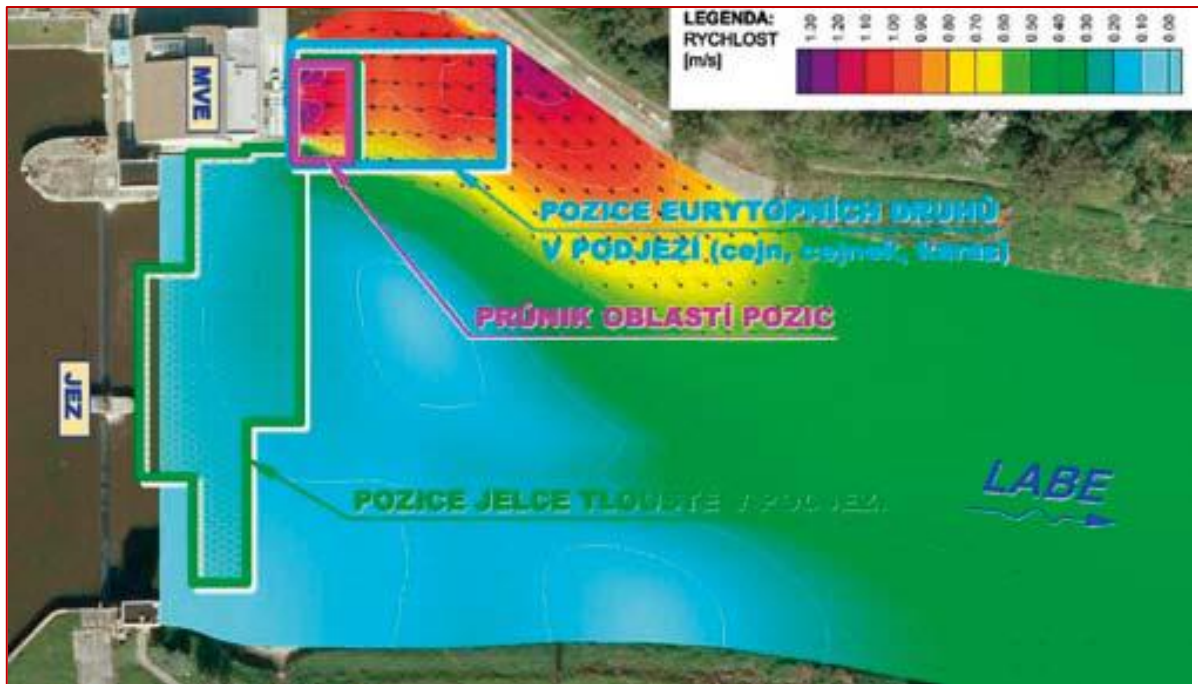 LEGENDA:
RYCHLOST
[m/s]
1.30
1.20
1.10
1.00
0.90
0.80
0.70
0.60
0.50
0.40
0.30
0.20
0.10
0.00
MVE
POZICE EURYTOPNÍCH DRUHŮ
V PODJEZÍ (cejn, cejnek, karas)
PRŮNIK OBLASTÍ POZIC
JEZ
POZICE JELCE TLOUŠTĚ V PODJEZÍ
LABE